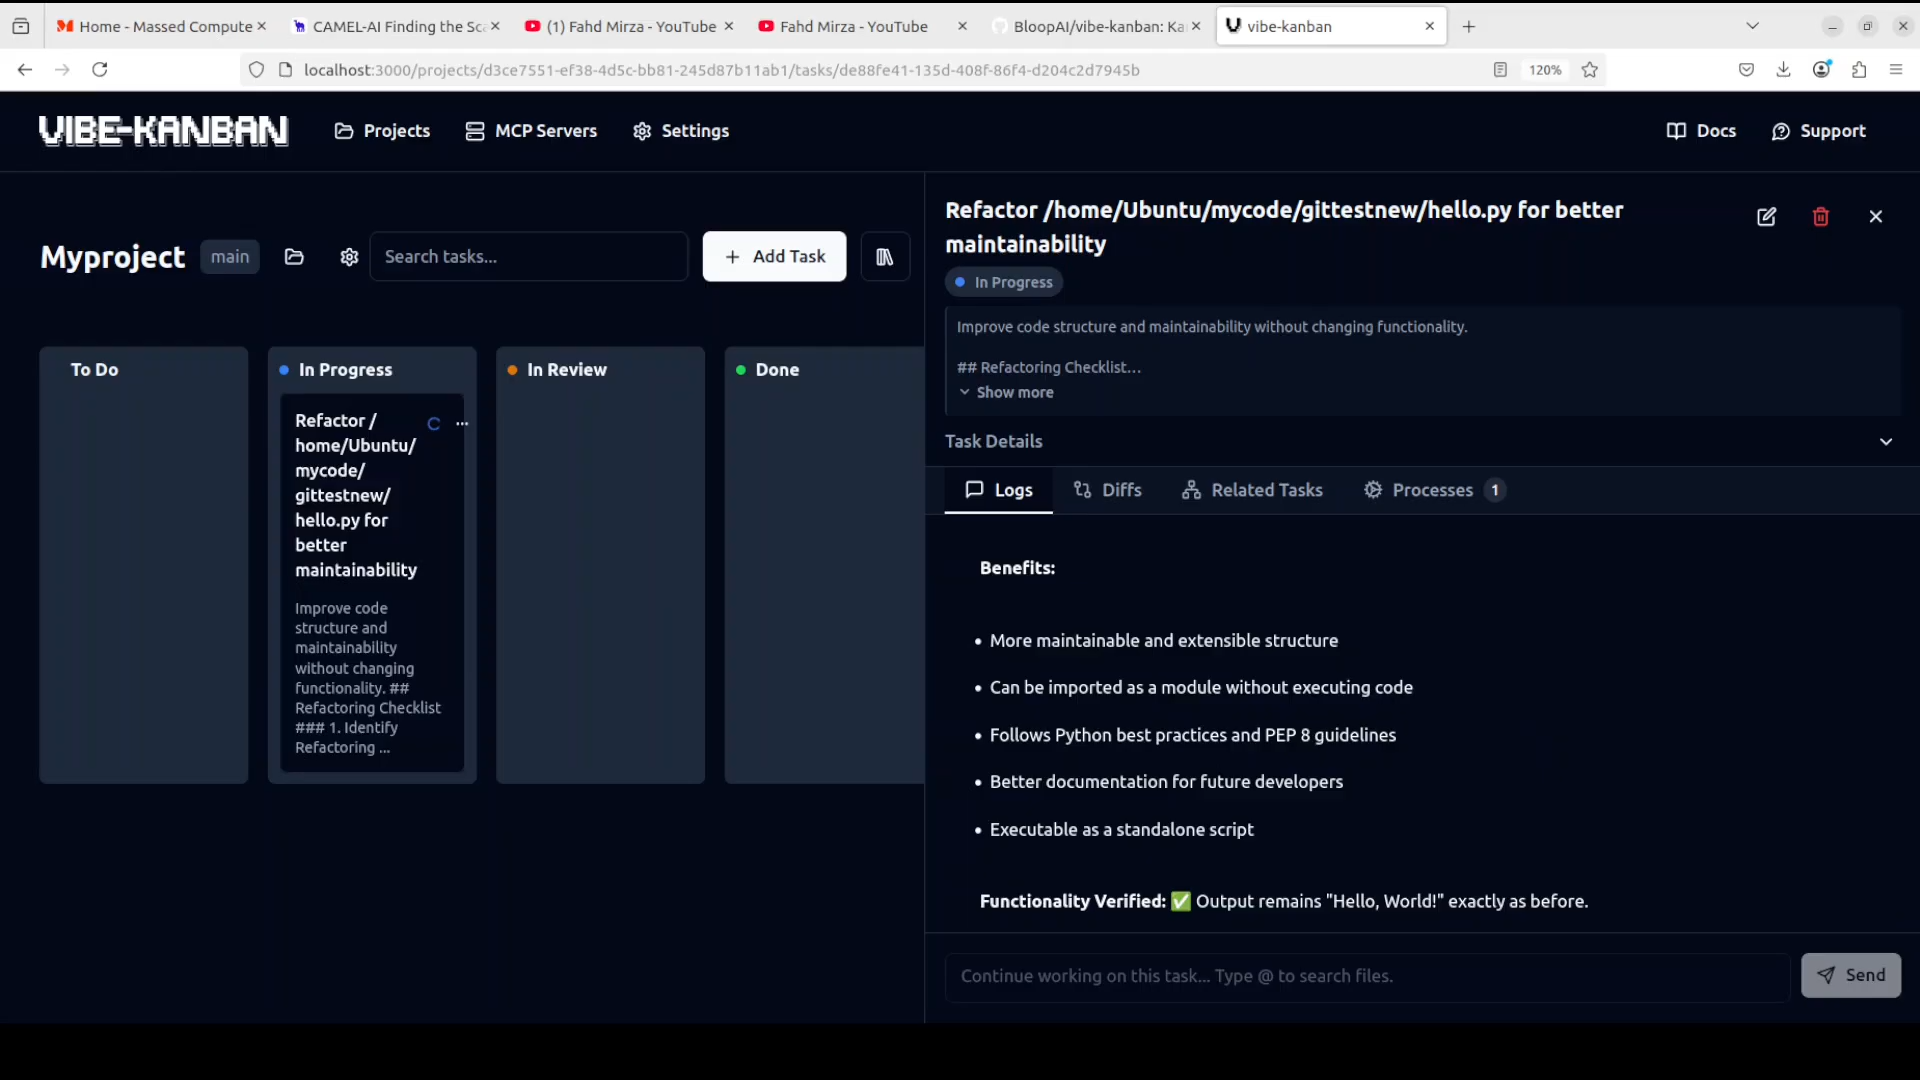 Home - Massed Compute
CAMEL-AI Finding the Sca
(1) Fahd Mirza - YouTube
Fahd Mirza - YouTube
BloopAI/vibe-kanban: Ka
vibe-kanban
localhost:3000/projects/d3ce7551-ef38-4d5c-bb81-245d87b11ab1/tasks/de88fe41-135d-408f-86f4-d204c2d7945b
120%
VIBE-KANBAN
Projects
MCP Servers
Settings
Docs
Support
Myproject
main
Search tasks...
+ Add Task
To Do
In Progress
Refactor /
home/Ubuntu/
mycode/
gittestnew/
hello.py for
better
maintainability
Improve code
structure and
maintainability
without changing
functionality. ##
Refactoring Checklist
### 1. Identify
Refactoring ...
In Review
Done
Refactor /home/Ubuntu/mycode/gittestnew/hello.py for better
maintainability
In Progress
Improve code structure and maintainability without changing functionality.
## Refactoring Checklist...
Show more
Task Details
Logs
Diffs
Related Tasks
Processes 1
Benefits:
• More maintainable and extensible structure
• Can be imported as a module without executing code
• Follows Python best practices and PEP 8 guidelines
• Better documentation for future developers
• Executable as a standalone script
Functionality Verified: ✅ Output remains "Hello, World!" exactly as before.
Continue working on this task... Type @ to search files.
Send